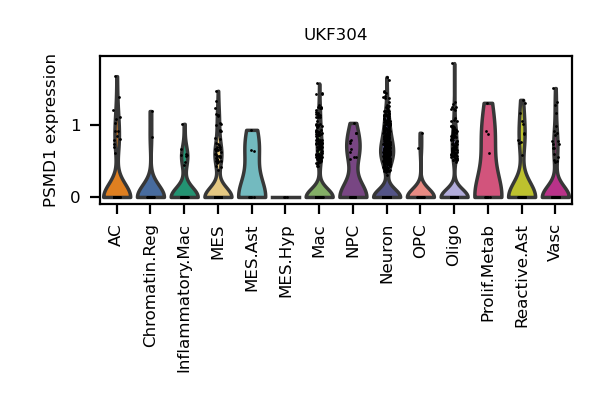 UKF304
PSMD1 expression
1
0
AC
Chromatin.Reg
Inflammatory.Mac
MES
MES.Ast
MES.Hyp
Mac
NPC
Neuron
OPC
Oligo
Prolif.Metab
Reactive.Ast
Vasc